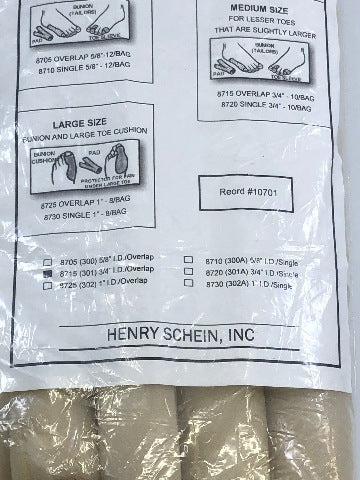 BUNION
(TAILORS)
PAD
TOE SLEEVE
8705 OVERLAP 5/8"- 12/BAG
8710 SINGLE 5/8" - 12/BAG
MEDIUM SIZE
FOR LESSER TOES
THAT ARE SLIGHTLY LARGER
BUNION
(TAILORS)
PAD
TOE SLEEVE
8715 OVERLAP 3/4" - 10/BAG
8720 SINGLE 3/4" - 10/BAG
LARGE SIZE
BUNION AND LARGE TOE CUSHION
BUNION
CUSHION
PAD
PROTECTOR FOR PAIN
UNDER LARGE TOE
8725 OVERLAP 1" - 8/BAG
8730 SINGLE 1" - 8/BAG
Reord #10701
8705 (300) 5/8" I.D./Overlap
8715 (301) 3/4" I.D./Overlap
8725 (302) 1" I.D./Overlap
8710 (300A) 5/8" I.D./Single
8720 (301A) 3/4" I.D./Single
8730 (302A) 1" I.D./Single
HENRY SCHEIN, INC